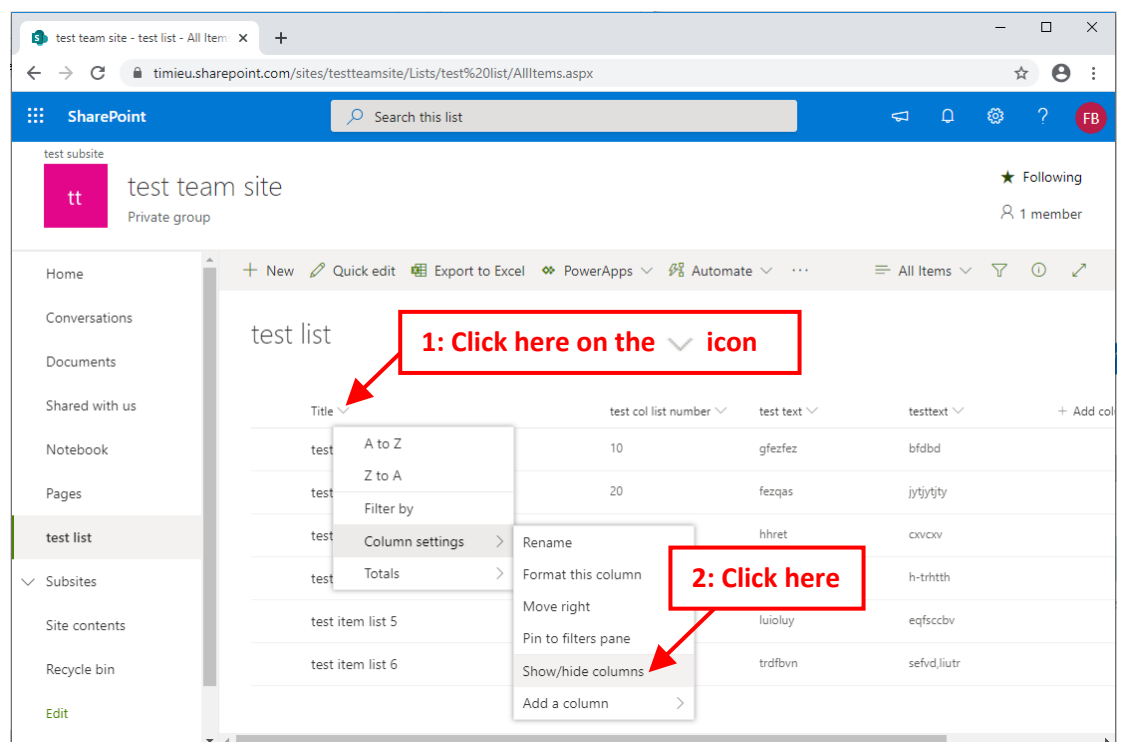 test team site - test list - All Item
timieu.sharepoint.com/sites/testteamsite/Lists/test%20list/AllItems.aspx
SharePoint
Search this list
FB
test subsite
tt
test team site
Private group
Following
1 member
Home
Conversations
Documents
Shared with us
Notebook
Pages
test list
Subsites
Site contents
Recycle bin
Edit
New Quick edit Export to Excel PowerApps Automate ... All Items
test list
1: Click here on the icon
Title test col list number test text testtext + Add col
test 10 gfezfez bfdbd
test 20 fezqas jytjytjty
test hhret cxvcxv
test h-trhtth
test item list 5 luioluy eqfsccbv
test item list 6 trdfbvn sefvd,liutr
A to Z
Z to A
Filter by
Column settings
Totals
Rename
Format this column
Move right
Pin to filters pane
Show/hide columns
Add a column
2: Click here